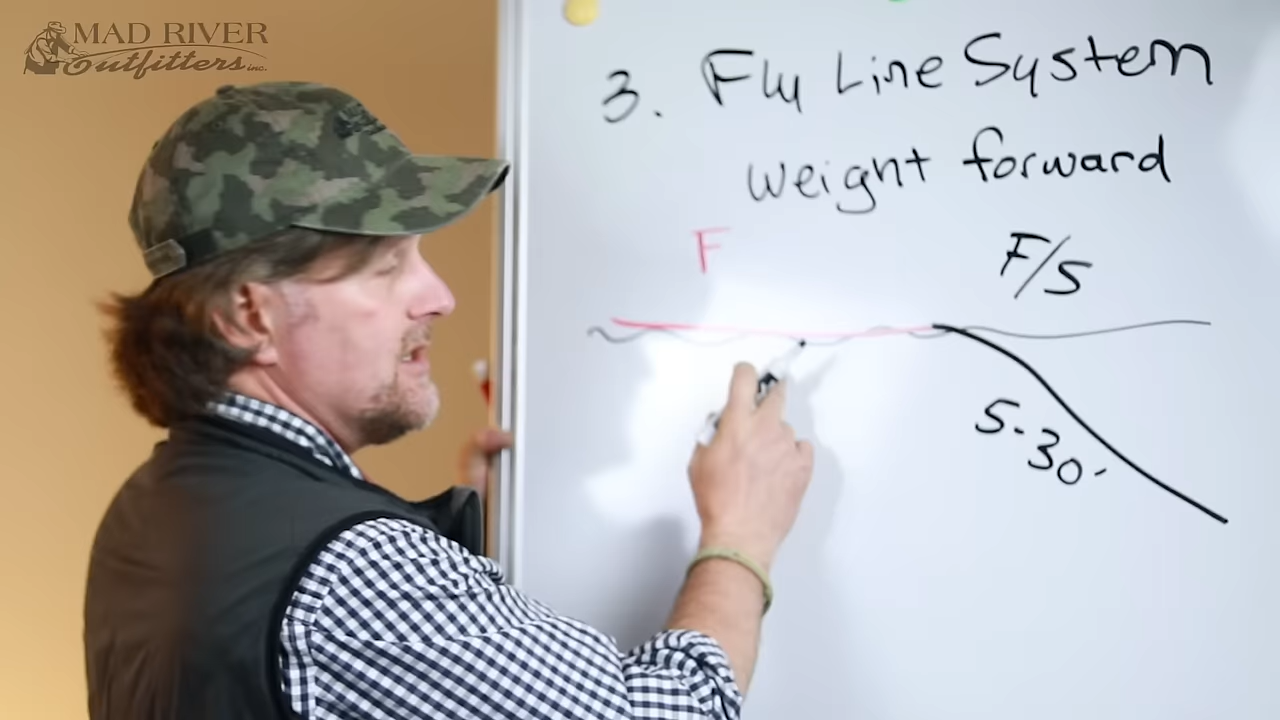 MAD RIVER
Outfitters inc.
3. Fly Line System
weight forward
F
F/S
5-30'